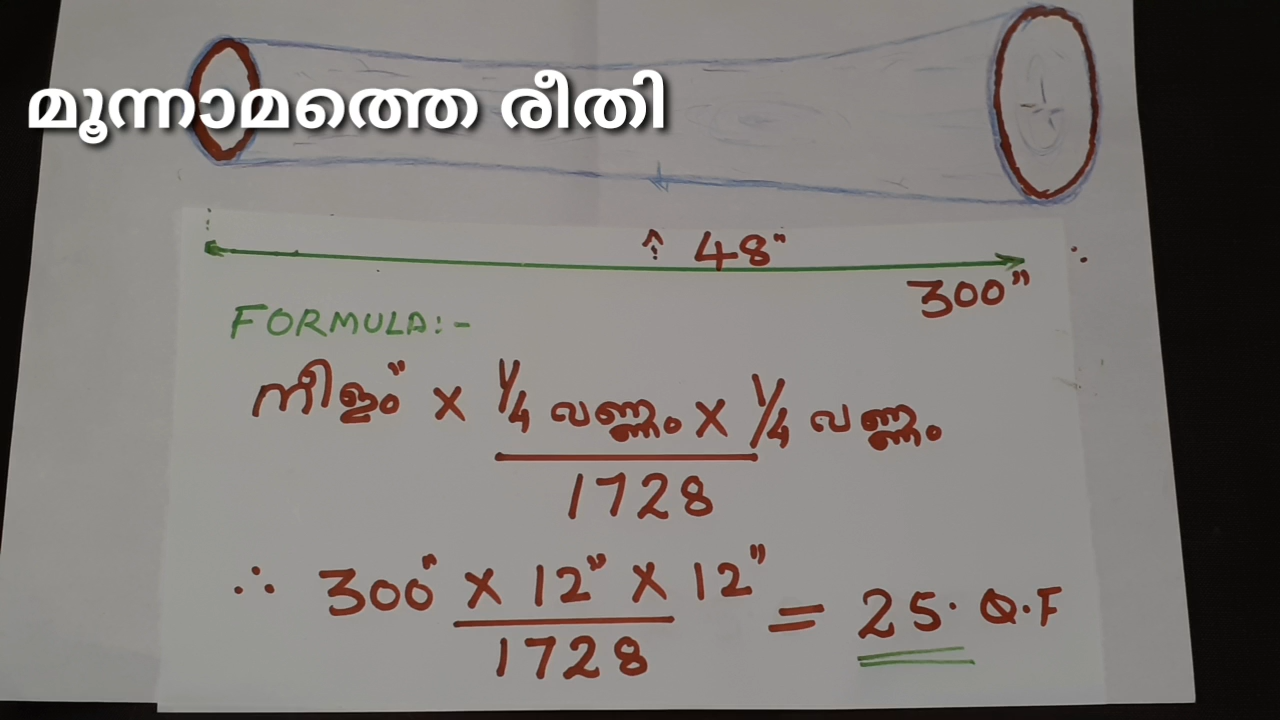 മൂന്നാമത്തെ രീതി
48"
300"
FORMULA:-
നീളം" X 1/4 വണ്ണം X 1/4 വണ്ണം
1728
∴ 300" X 12" X 12" = 25. Q.F
1728